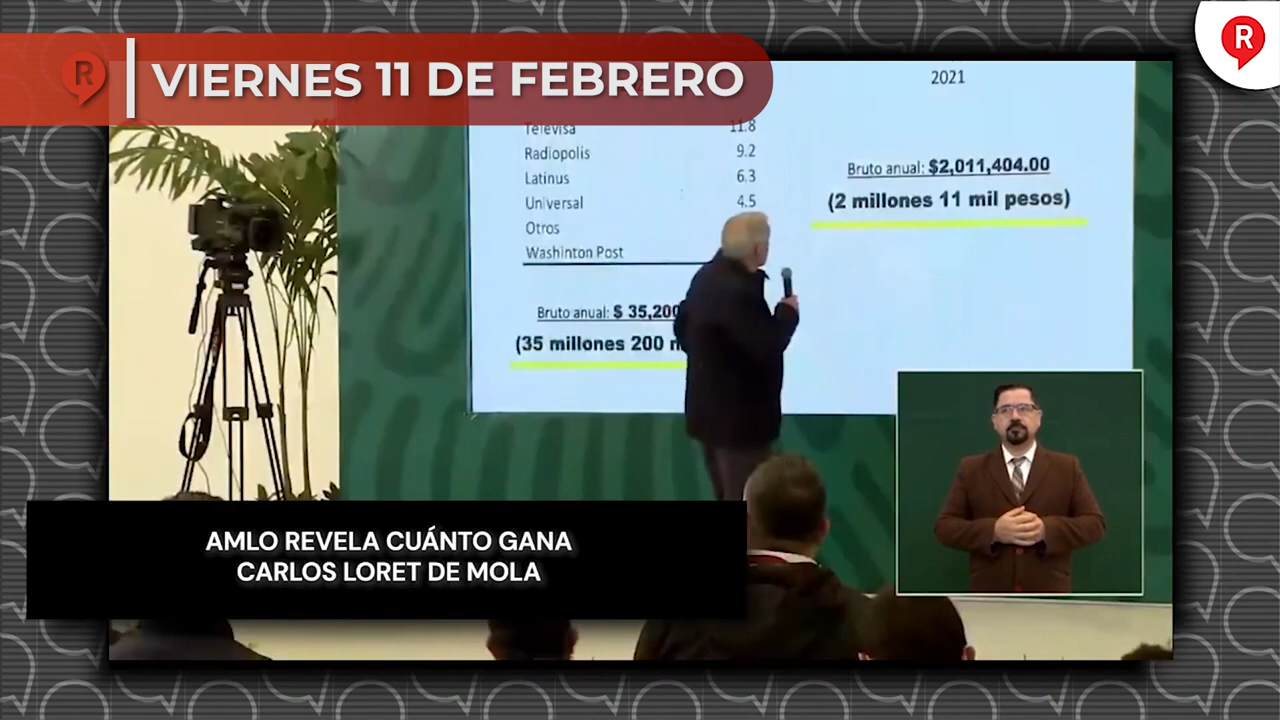 R
R
VIERNES 11 DE FEBRERO
2021
Televisa 11.8
Radiopolis 9.2
Latinus 6.3
Universal 4.5
Otros
Washinton Post
Bruto anual: $2,011,404.00
(2 millones 11 mil pesos)
Bruto anual: $ 35,200
(35 millones 200
AMLO REVELA CUÁNTO GANA
CARLOS LORET DE MOLA